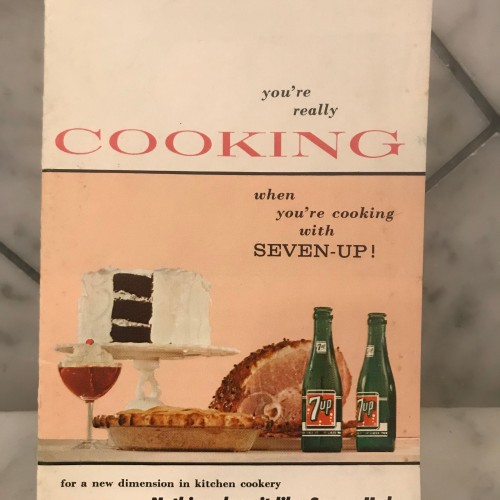 you're
really
COOKING
when
you're cooking
with
SEVEN-UP!
7up
7up
for a new dimension in kitchen cookery